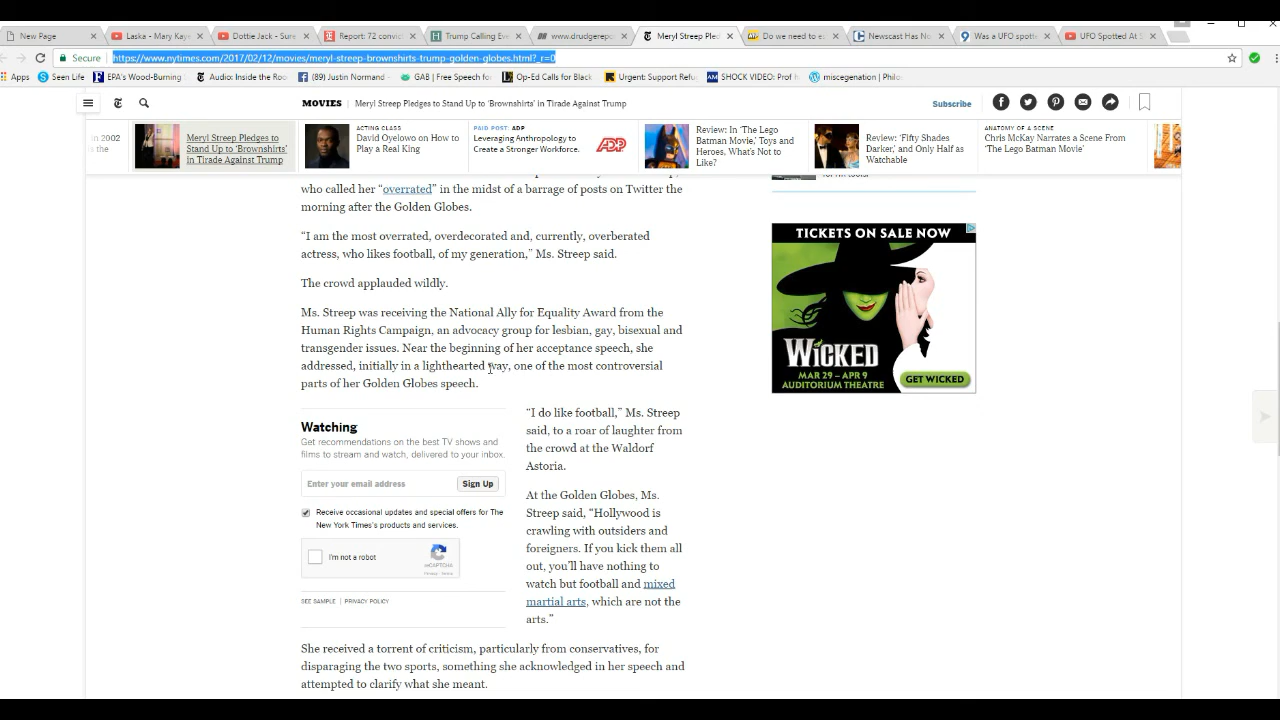 New Page
Laska - Mary Kaye
Dottie Jack - Sure
Report: 72 convict
Trump Calling Eve
www.drudgerepo
Meryl Streep Pled
Do we need to ex
Newscast Has No
Was a UFO spotte
UFO Spotted At S
Secure
https://www.nytimes.com/2017/02/12/movies/meryl-streep-brownshirts-trump-golden-globes.html?_r=0
Apps
Seen Life
EPA's Wood-Burning
Audio: Inside the Ro
(89) Justin Normand
GAB | Free Speech fo
Op-Ed Calls for Black
Urgent: Support Refu
SHOCK VIDEO: Prof H
miscegenation | Philo
MOVIES
Meryl Streep Pledges to Stand Up to ‘Brownshirts’ in Tirade Against Trump
Subscribe
in 2002
s the
Meryl Streep Pledges to
Stand Up to ‘Brownshirts’
in Tirade Against Trump
ACTING CLASS
David Oyelowo on How to
Play a Real King
PAID POST: ADP
Leveraging Anthropology to
Create a Stronger Workforce.
ADP
Review: In ‘The Lego
Batman Movie,’ Toys and
Heroes, What’s Not to
Like?
Review: ‘Fifty Shades
Darker,’ and Only Half as
Watchable
ANATOMY OF A SCENE
Chris McKay Narrates a Scene From
‘The Lego Batman Movie’
who called her “overrated” in the midst of a barrage of posts on Twitter the
morning after the Golden Globes.
“I am the most overrated, overdecorated and, currently, overberated
actress, who likes football, of my generation,” Ms. Streep said.
The crowd applauded wildly.
Ms. Streep was receiving the National Ally for Equality Award from the
Human Rights Campaign, an advocacy group for lesbian, gay, bisexual and
transgender issues. Near the beginning of her acceptance speech, she
addressed, initially in a lighthearted way, one of the most controversial
parts of her Golden Globes speech.
Watching
Get recommendations on the best TV shows and
films to stream and watch, delivered to your inbox.
Enter your email address
Sign Up
Receive occasional updates and special offers for The
New York Times's products and services.
I'm not a robot
reCAPTCHA
Privacy - Terms
SEE SAMPLE | PRIVACY POLICY
“I do like football,” Ms. Streep
said, to a roar of laughter from
the crowd at the Waldorf
Astoria.
At the Golden Globes, Ms.
Streep said, “Hollywood is
crawling with outsiders and
foreigners. If you kick them all
out, you’ll have nothing to
watch but football and mixed
martial arts, which are not the
arts.”
She received a torrent of criticism, particularly from conservatives, for
disparaging the two sports, something she acknowledged in her speech and
attempted to clarify what she meant.
TICKETS ON SALE NOW
WICKED
MAR 29 – APR 9
AUDITORIUM THEATRE
GET WICKED